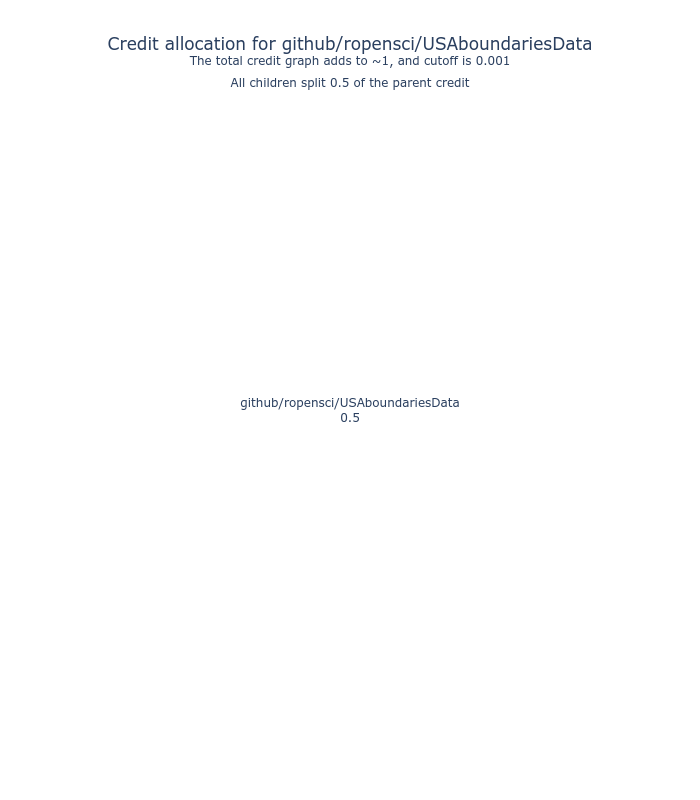 Credit allocation for github/ropensci/USAboundariesData
The total credit graph adds to ~1, and cutoff is 0.001
All children split 0.5 of the parent credit
github/ropensci/USAboundariesData
0.5